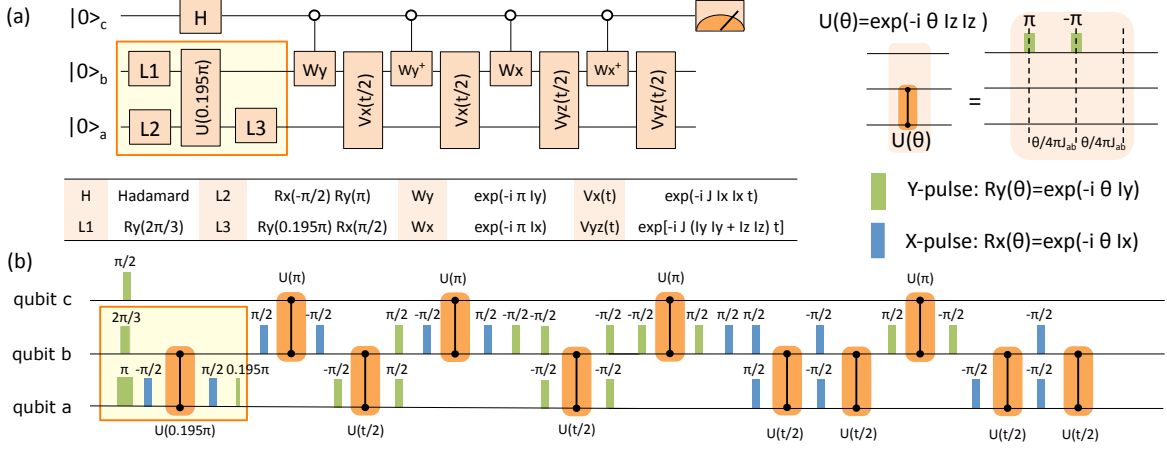 (a)
|0>c H
U(θ)=exp(-i θ Iz Iz )
π -π
|0>b L1 U(0.195π) Wy Vx(t/2) Wy+ Vx(t/2) Wx Vyz(t/2) Wx+ Vyz(t/2)
=
|0>a L2 L3
U(θ) θ/4πJab θ/4πJab
H Hadamard L2 Rx(-π/2) Ry(π) Wy exp(-i π Iy) Vx(t) exp(-i J Ix Ix t)
L1 Ry(2π/3) L3 Ry(0.195π) Rx(π/2) Wx exp(-i π Ix) Vyz(t) exp[-i J (Iy Iy + Iz Iz) t]
Y-pulse: Ry(θ)=exp(-i θ Iy)
X-pulse: Rx(θ)=exp(-i θ Ix)
(b)
π/2 U(π) U(π) U(π) U(π)
qubit c
2π/3 π/2 -π/2 π/2 -π/2 π/2 -π/2 -π/2 -π/2 -π/2 π/2 π/2 π/2 -π/2 π/2 -π/2 -π/2
qubit b
π -π/2 π/2 0.195π -π/2 π/2 -π/2 -π/2 π/2 -π/2 -π/2 -π/2
qubit a
U(0.195π) U(t/2) U(t/2) U(t/2) U(t/2) U(t/2) U(t/2)